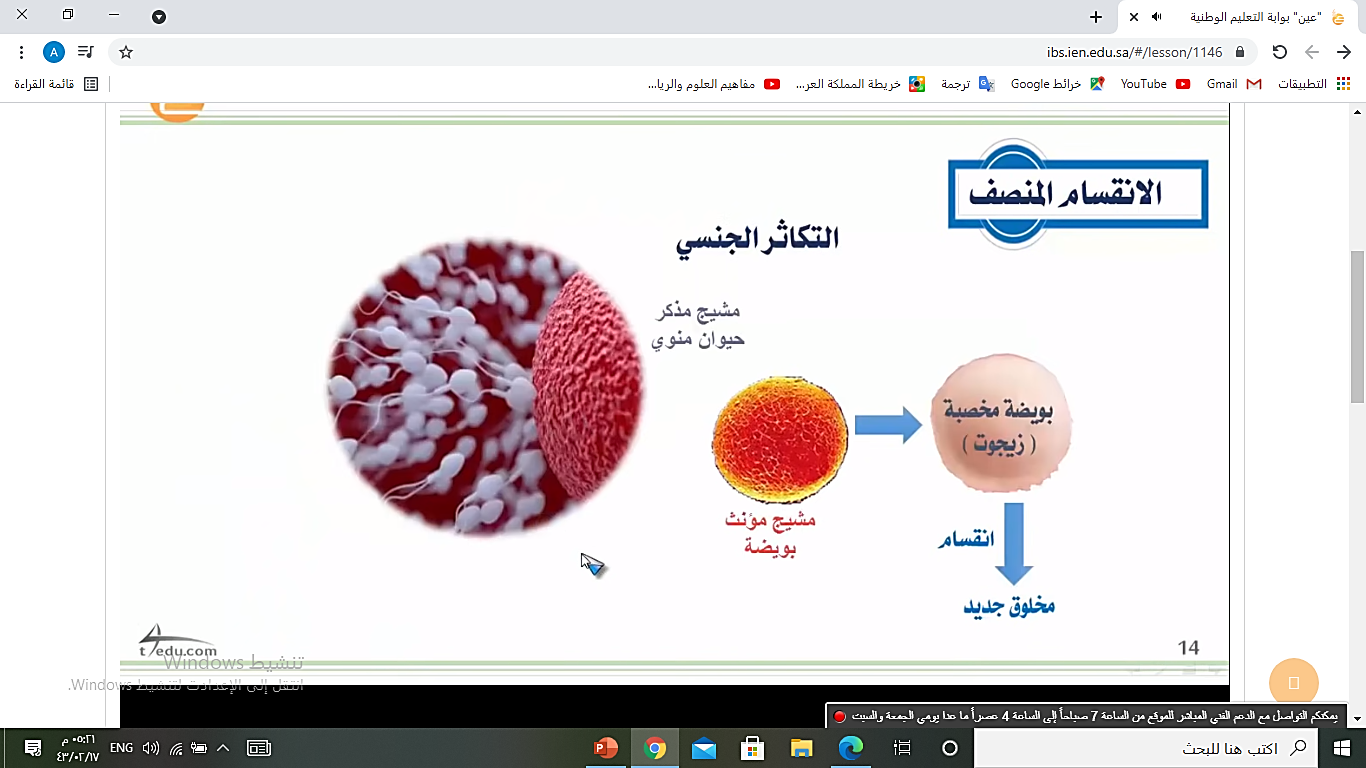 "عين" بوابة التعليم الوطنية
ibs.ien.edu.sa/#/lesson/1146
A
التطبيقات
Gmail
YouTube
خرائط Google
ترجمة
خريطة المملكة العر...
مفاهيم العلوم والريا...
قائمة القراءة
الانقسام المنصف
التكاثر الجنسي
مشيج مذكر
حيوان منوي
بويضة مخصبة
( زيجوت )
مشيج مؤنث
بويضة
انقسام
مخلوق جديد
14
t4edu.com
تنشيط Windows
انتقل إلى الإعدادات لتنشيط Windows.
يمكنكم التواصل مع الدعم الفني المباشر للموقع من الساعة 7 صباحاً إلى الساعة 4 عصراً ما عدا يومي الجمعة والسبت
اكتب هنا للبحث
ENG
٠٥:٢١ م
٤٣/٠٢/١٧